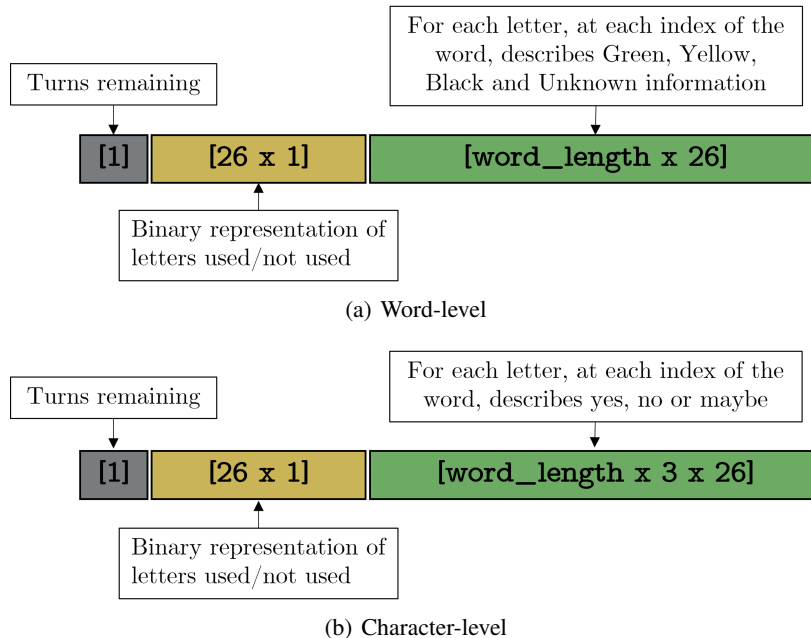 For each letter, at each index of the
word, describes Green, Yellow,
Black and Unknown information
Turns remaining
[1]
[26 x 1]
[word_length x 26]
Binary representation of
letters used/not used
(a) Word-level
For each letter, at each index of the
word, describes yes, no or maybe
Turns remaining
[1]
[26 x 1]
[word_length x 3 x 26]
Binary representation of
letters used/not used
(b) Character-level